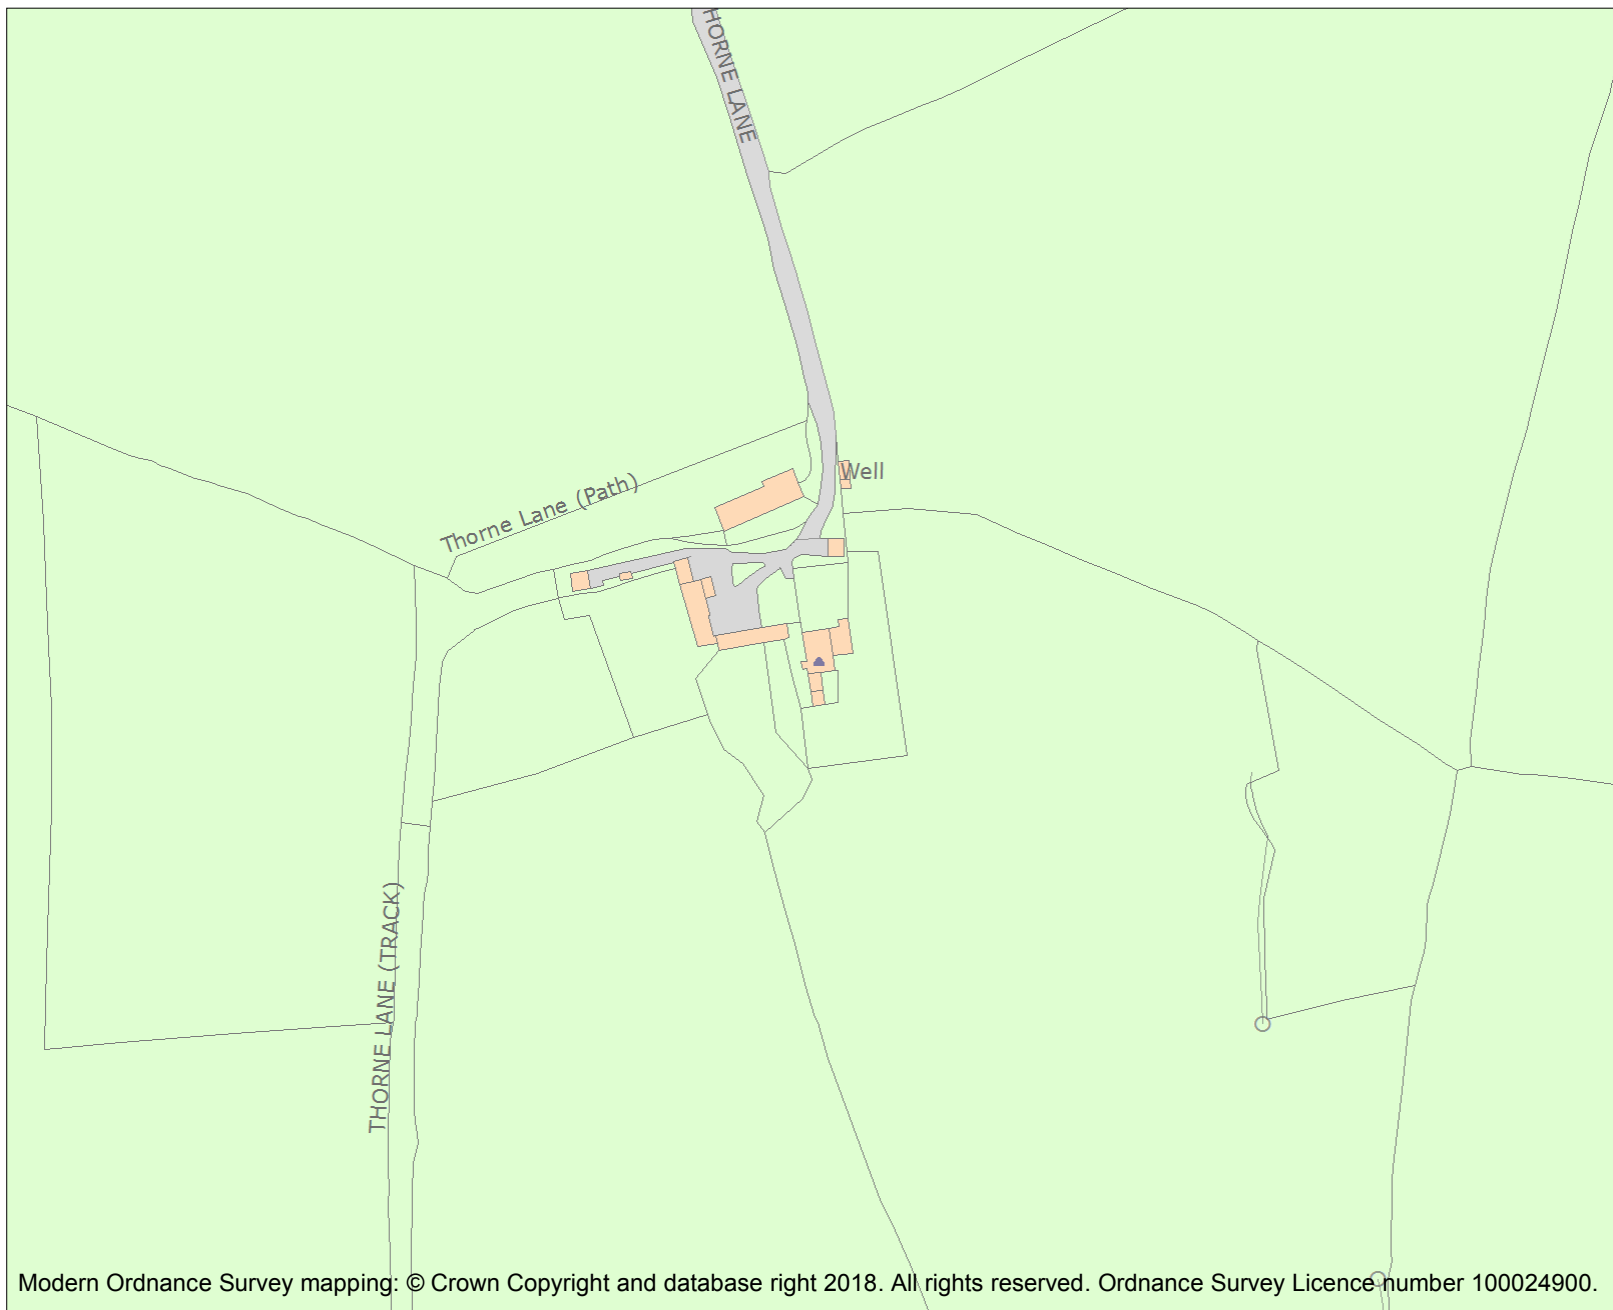 HORNE LANE
Well
Thorne Lane (Path)
THORNE LANE (TRACK)
Modern Ordnance Survey mapping: © Crown Copyright and database right 2018. All rights reserved. Ordnance Survey Licence number 100024900.